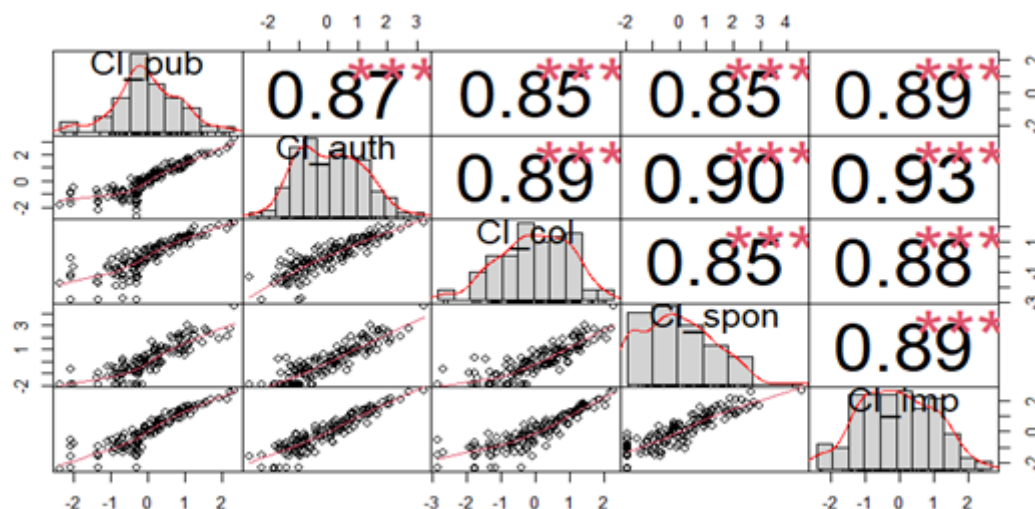 -2 0 1 2 3 -2 0 1 2 3 4
CI_pub 0.87 *** 0.85 *** 0.85 *** 0.89 *** -2 0 2
-2 0 2 CI_auth 0.89 *** 0.90 *** 0.93 ***
CI_col 0.85 *** 0.88 *** -3 -1 1
-2 1 3 CI_spon 0.89 ***
CI_imp -2 0 2
-2 -1 0 1 2 -3 -2 -1 0 1 2 -2 -1 0 1 2